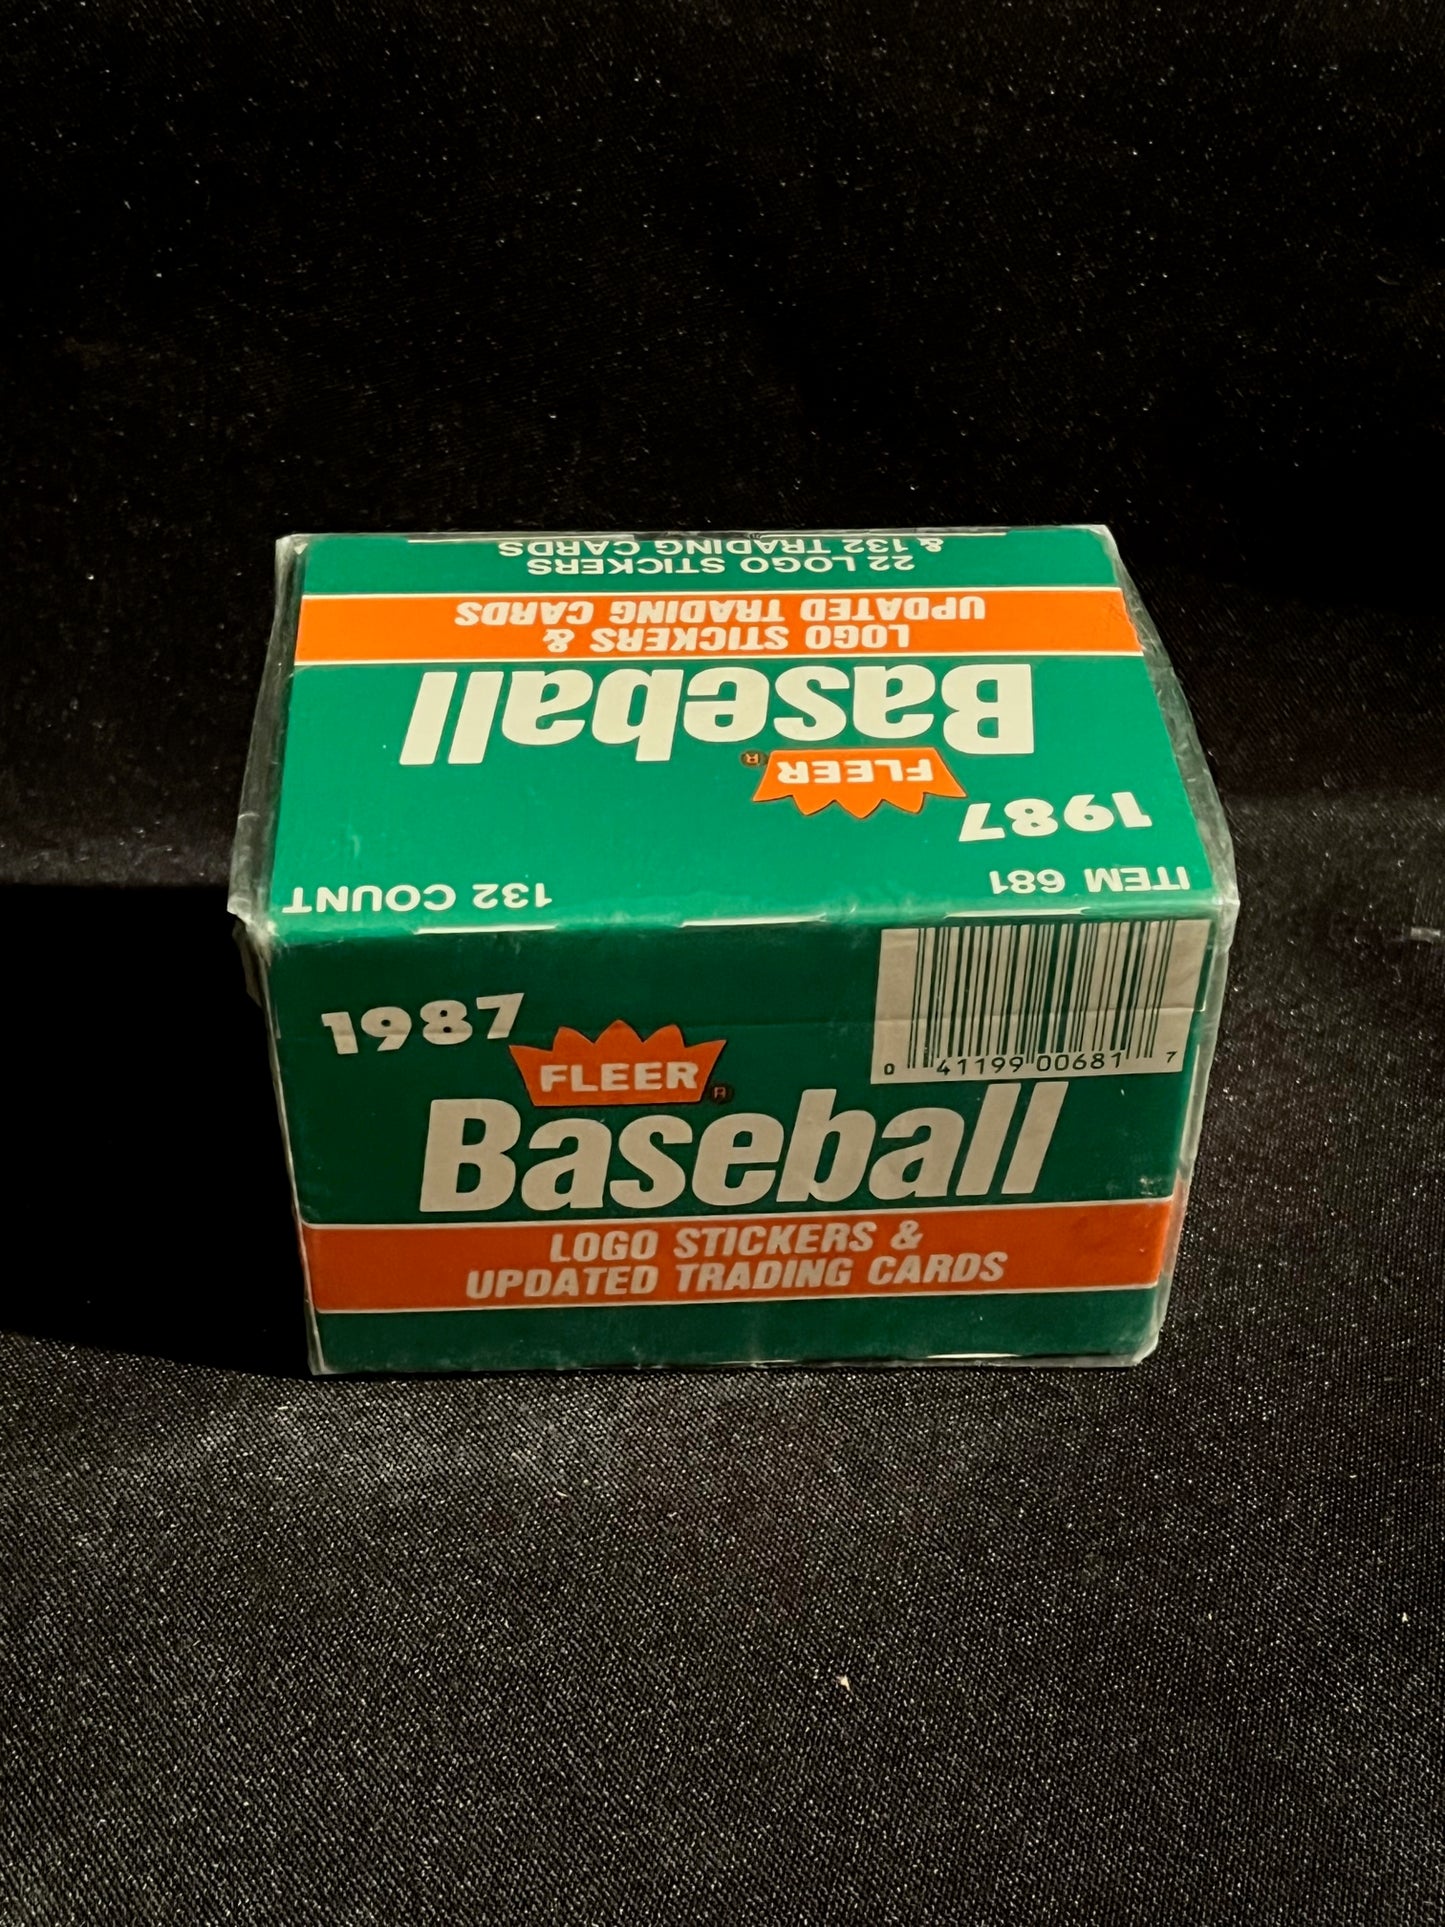 22 LOGO STICKERS
& 132 TRADING CARDS
LOGO STICKERS &
UPDATED TRADING CARDS
Baseball
FLEER®
1987
ITEM 681
132 COUNT
1987
FLEER®
Baseball
LOGO STICKERS &
UPDATED TRADING CARDS
0 41199 00681 7